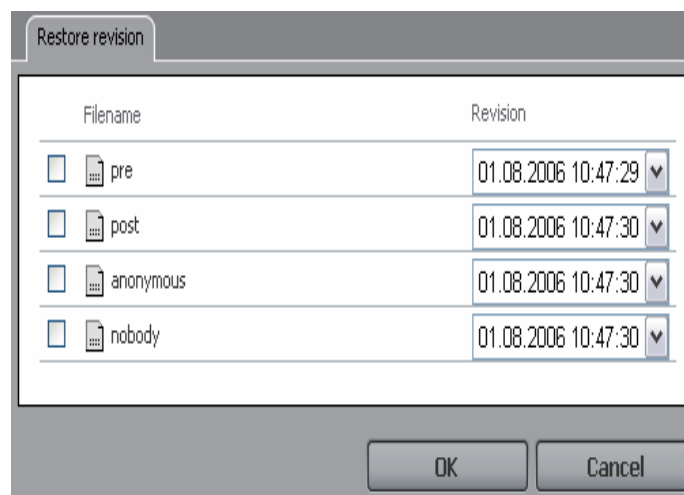 Restore revision
Filename Revision
pre 01.08.2006 10:47:29
post 01.08.2006 10:47:30
anonymous 01.08.2006 10:47:30
nobody 01.08.2006 10:47:30
OK Cancel